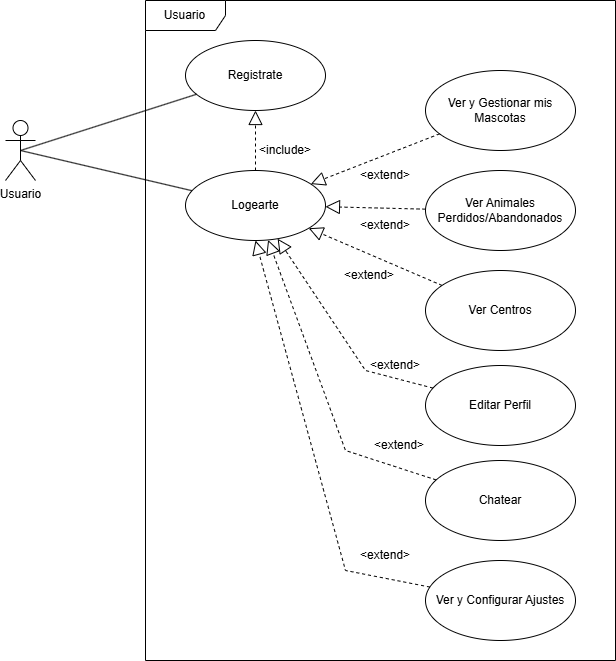 Usuario
Registrate
Ver y Gestionar mis
Mascotas
<include>
<extend>
Usuario
Logearte
Ver Animales
Perdidos/Abandonados
<extend>
<extend>
Ver Centros
<extend>
Editar Perfil
<extend>
Chatear
<extend>
Ver y Configurar Ajustes